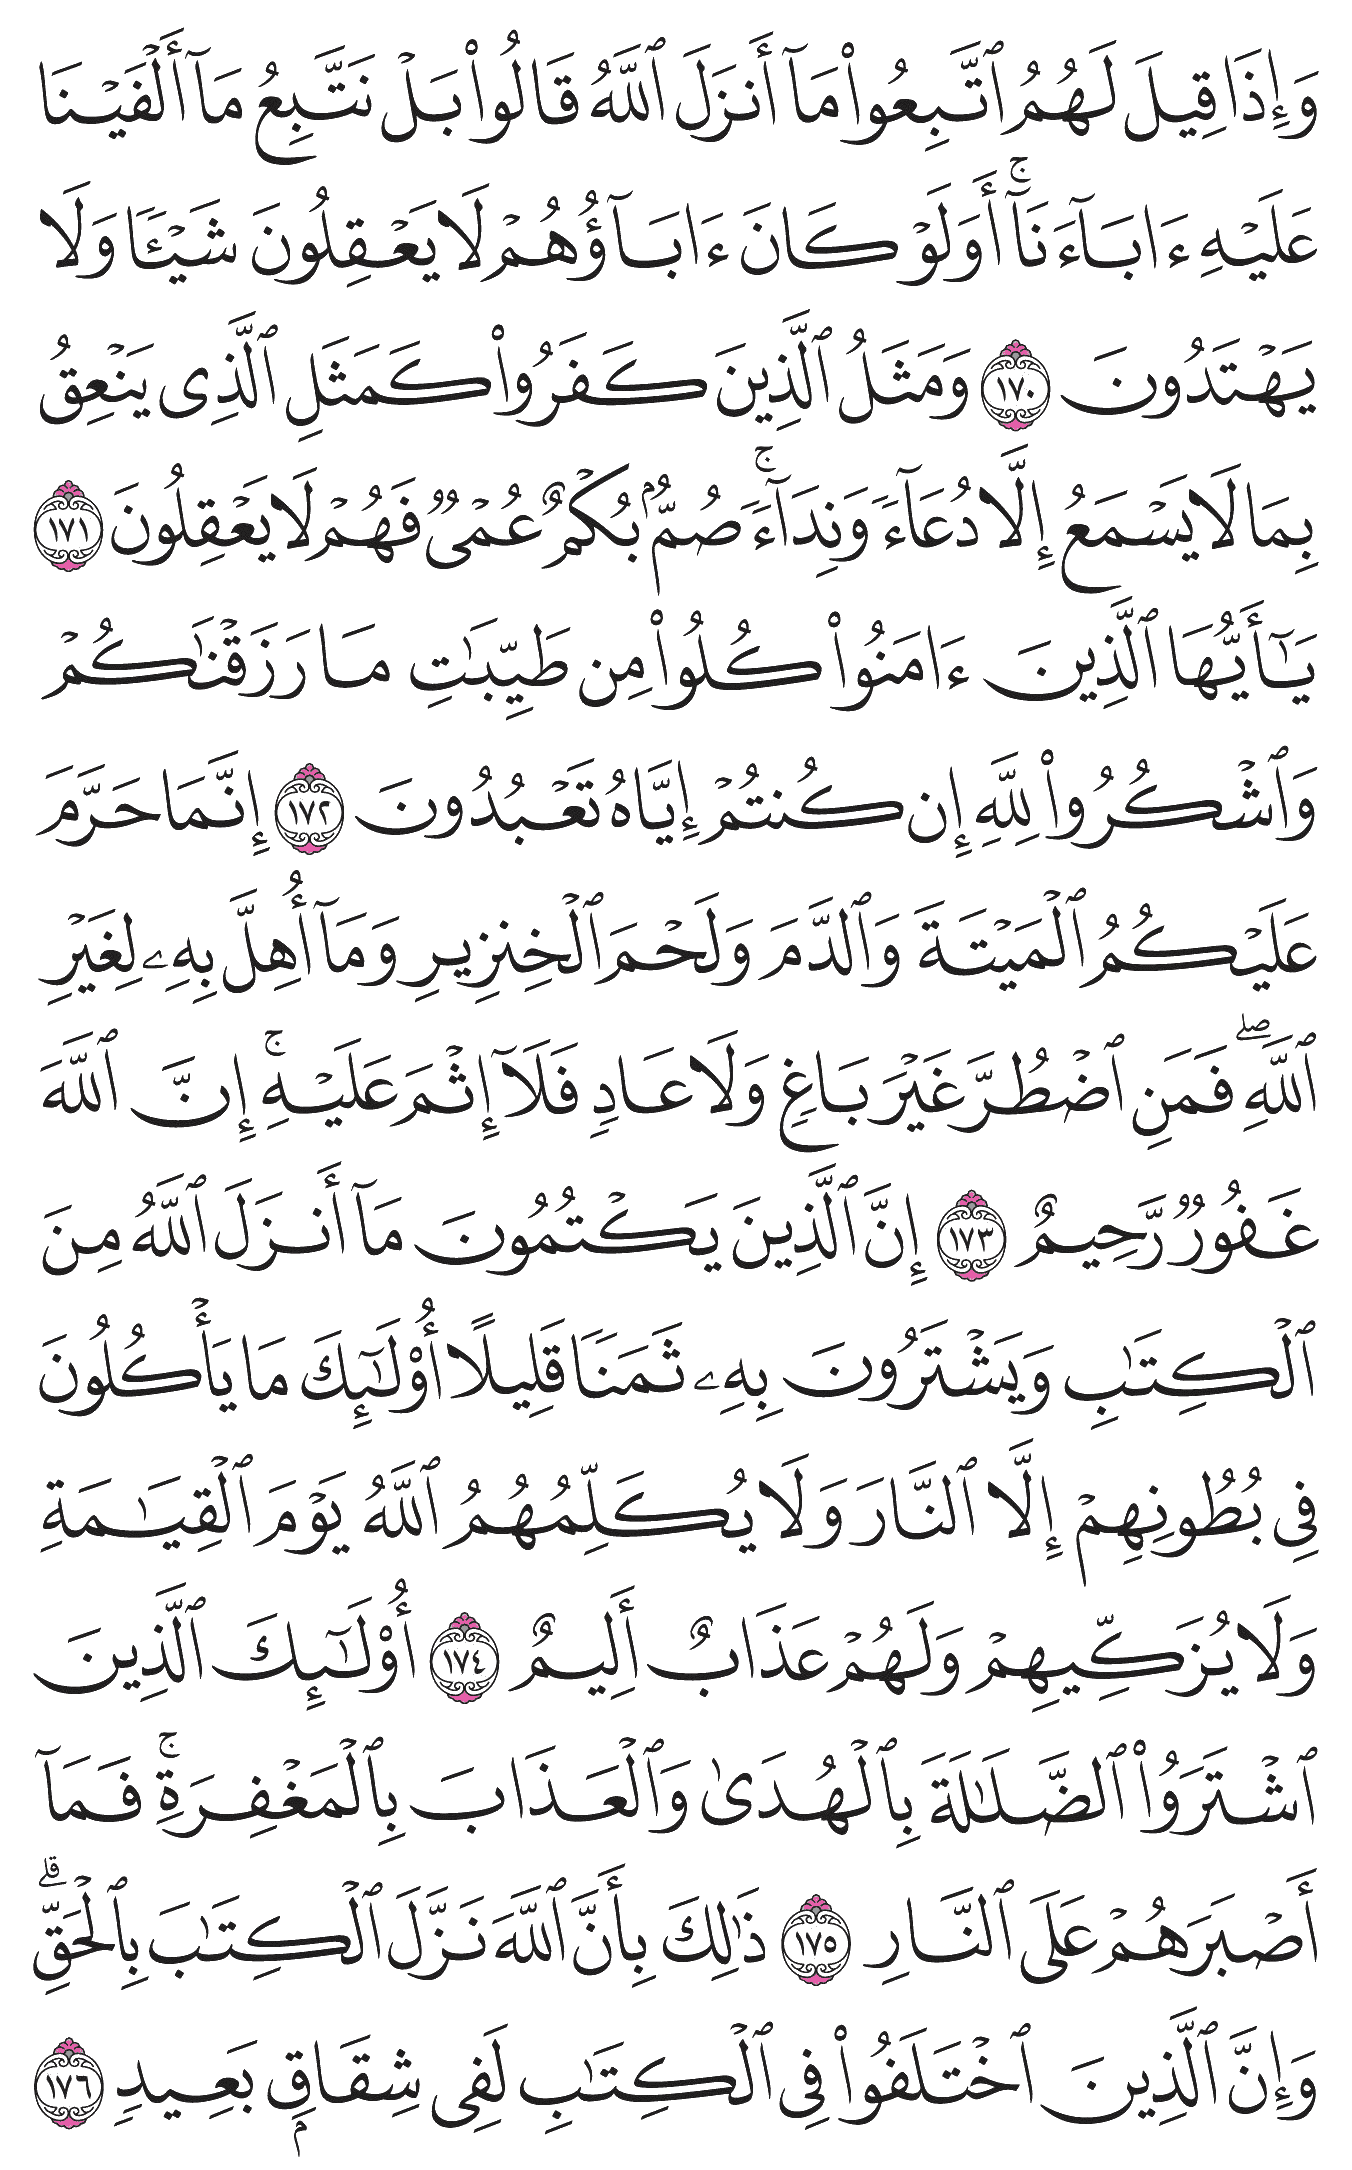 وَإِذَا قِيلَ لَهُمُ ٱتَّبِعُوا۟ مَآ أَنزَلَ ٱللَّهُ قَالُوا۟ بَلۡ نَتَّبِعُ مَآ أَلۡفَيۡنَا
عَلَيۡهِ ءَابَآءَنَآۚ أَوَلَوۡ كَانَ ءَابَآؤُهُمۡ لَا يَعۡقِلُونَ شَيۡـٔٗا وَلَا
يَهۡتَدُونَ ١٧٠ وَمَثَلُ ٱلَّذِينَ كَفَرُوا۟ كَمَثَلِ ٱلَّذِى يَنۡعِقُ
بِمَا لَا يَسۡمَعُ إِلَّا دُعَآءٗ وَنِدَآءٗۚ صُمُّۢ بُكۡمٌ عُمۡىٞ فَهُمۡ لَا يَعۡقِلُونَ ١٧١
يَـٰٓأَيُّهَا ٱلَّذِينَ ءَامَنُوا۟ كُلُوا۟ مِن طَيِّبَـٰتِ مَا رَزَقۡنَـٰكُمۡ
وَٱشۡكُرُوا۟ لِلَّهِ إِن كُنتُمۡ إِيَّاهُ تَعۡبُدُونَ ١٧٢ إِنَّمَا حَرَّمَ
عَلَيۡكُمُ ٱلۡمَيۡتَةَ وَٱلدَّمَ وَلَحۡمَ ٱلۡخِنزِيرِ وَمَآ أُهِلَّ بِهِۦ لِغَيۡرِ
ٱللَّهِۖ فَمَنِ ٱضۡطُرَّ غَيۡرَ بَاغٖ وَلَا عَادٖ فَلَآ إِثۡمَ عَلَيۡهِۚ إِنَّ ٱللَّهَ
غَفُورٞ رَّحِيمٌ ١٧٣ إِنَّ ٱلَّذِينَ يَكۡتُمُونَ مَآ أَنزَلَ ٱللَّهُ مِنَ
ٱلۡكِتَـٰبِ وَيَشۡتَرُونَ بِهِۦ ثَمَنٗا قَلِيلًا أُو۟لَـٰٓئِكَ مَا يَأۡكُلُونَ
فِى بُطُونِهِمۡ إِلَّا ٱلنَّارَ وَلَا يُكَلِّمُهُمُ ٱللَّهُ يَوۡمَ ٱلۡقِيَـٰمَةِ
وَلَا يُزَكِّيهِمۡ وَلَهُمۡ عَذَابٌ أَلِيمٌ ١٧٤ أُو۟لَـٰٓئِكَ ٱلَّذِينَ
ٱشۡتَرَوُا۟ ٱلضَّلَـٰلَةَ بِٱلۡهُدَىٰ وَٱلۡعَذَابَ بِٱلۡمَغۡفِرَةِۚ فَمَآ
أَصۡبَرَهُمۡ عَلَى ٱلنَّارِ ١٧٥ ذَٰلِكَ بِأَنَّ ٱللَّهَ نَزَّلَ ٱلۡكِتَـٰبَ بِٱلۡحَقِّۗ
وَإِنَّ ٱلَّذِينَ ٱخۡتَلَفُوا۟ فِى ٱلۡكِتَـٰبِ لَفِى شِقَاقِۭ بَعِيدٖ ١٧٦